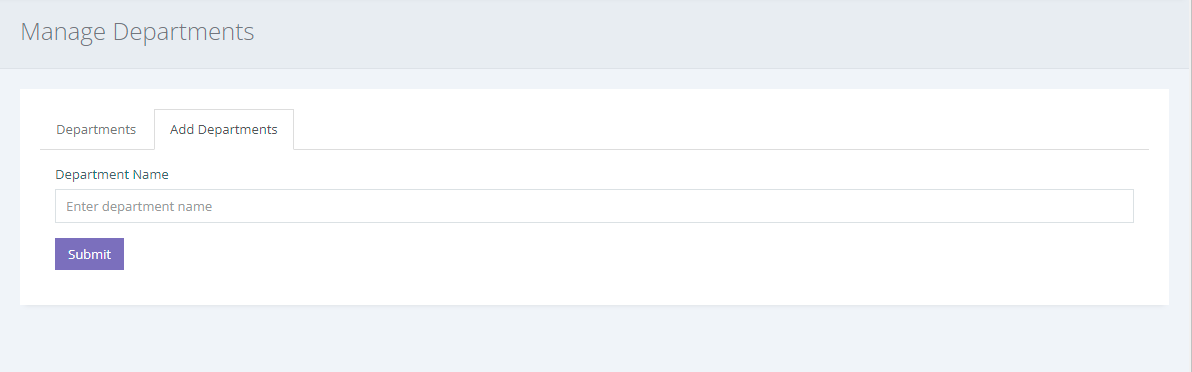 Manage Departments
Departments
Add Departments
Department Name
Enter department name
Submit